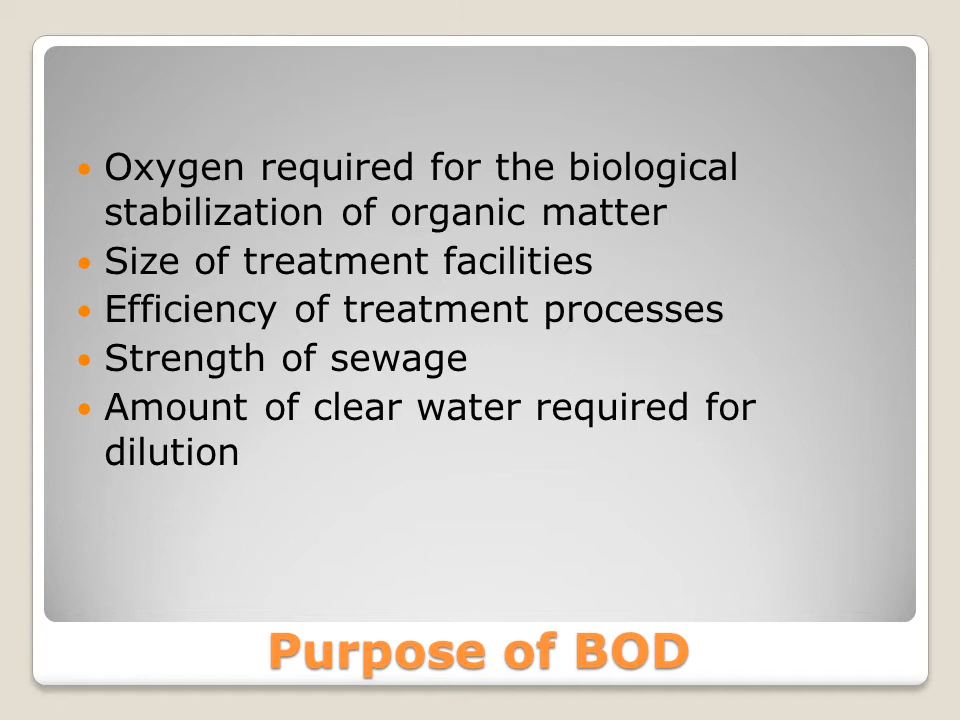 • Oxygen required for the biological
stabilization of organic matter
• Size of treatment facilities
• Efficiency of treatment processes
• Strength of sewage
• Amount of clear water required for
dilution
Purpose of BOD